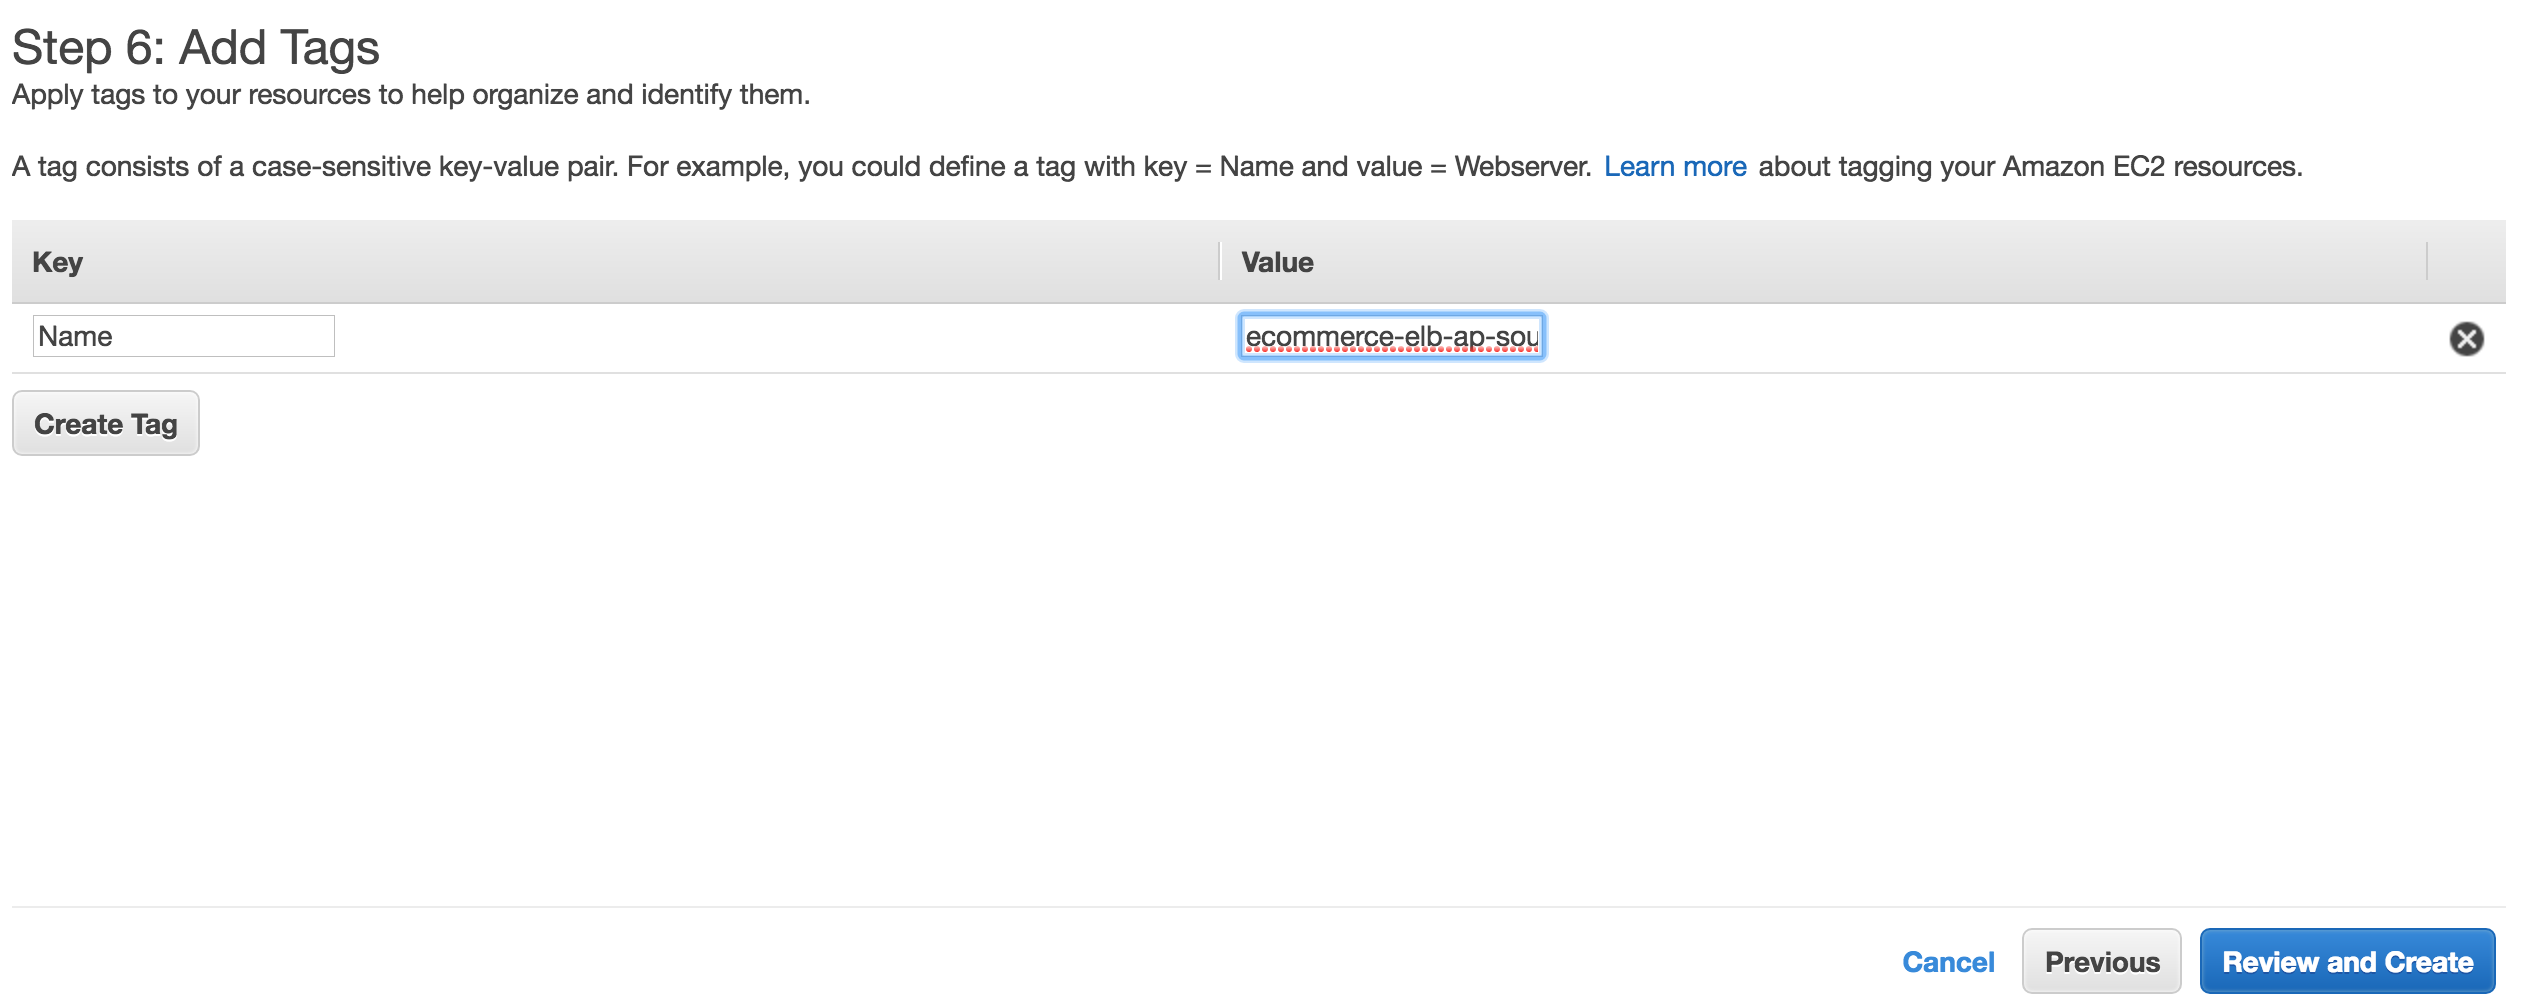 Step 6: Add Tags
Apply tags to your resources to help organize and identify them.
A tag consists of a case-sensitive key-value pair. For example, you could define a tag with key = Name and value = Webserver. Learn more about tagging your Amazon EC2 resources.
Key Value
Name ecommerce-elb-ap-sou
Create Tag
Cancel Previous Review and Create